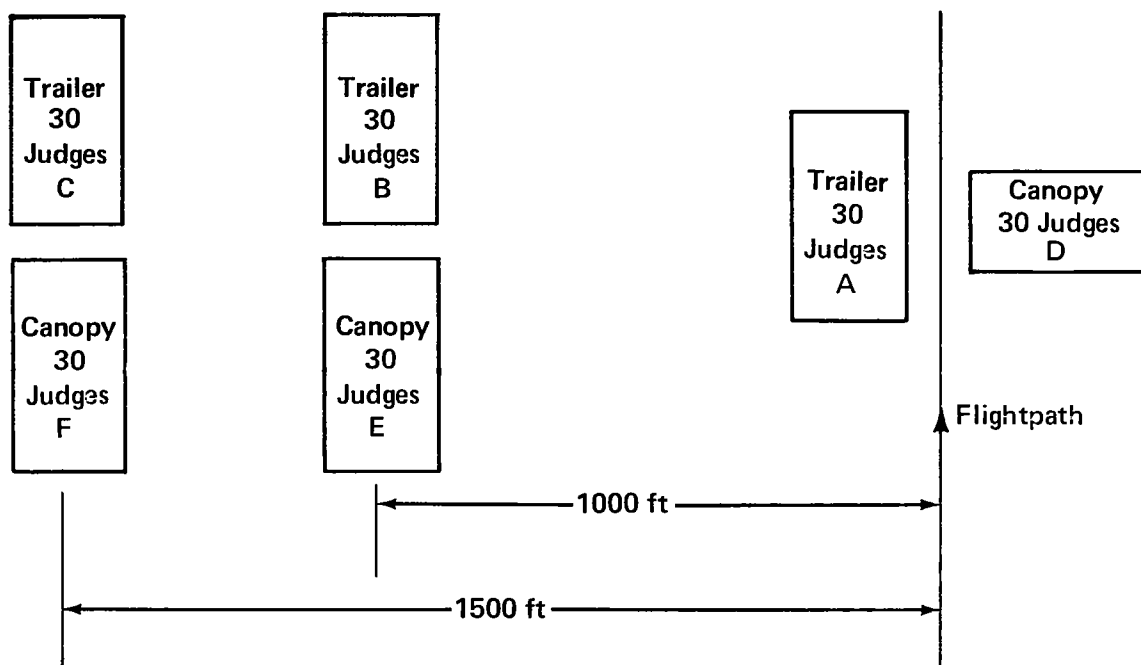 Trailer
30
Judges
C
Trailer
30
Judges
B
Trailer
30
Judges
A
Canopy
30 Judges
D
Canopy
30
Judges
F
Canopy
30
Judges
E
Flightpath
1000 ft
1500 ft